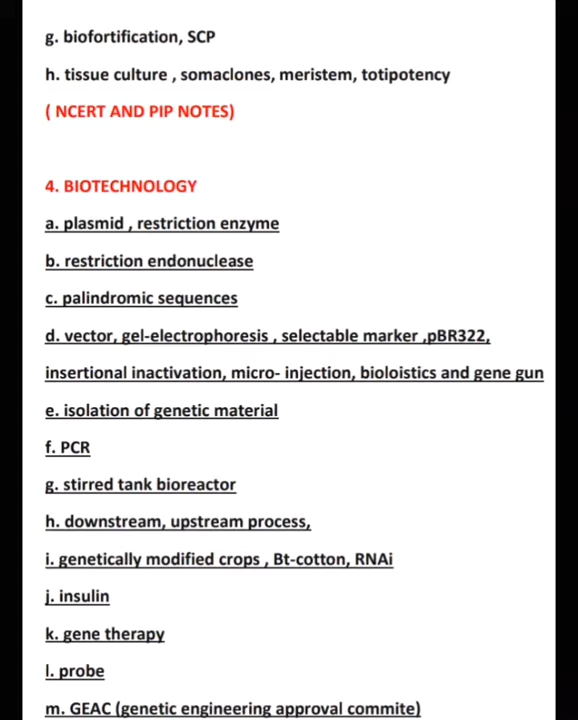 g. biofortification, SCP
h. tissue culture , somaclones, meristem, totipotency
( NCERT AND PIP NOTES)
4. BIOTECHNOLOGY
a. plasmid , restriction enzyme
b. restriction endonuclease
c. palindromic sequences
d. vector, gel-electrophoresis , selectable marker ,pBR322,
insertional inactivation, micro- injection, bioloistics and gene gun
e. isolation of genetic material
f. PCR
g. stirred tank bioreactor
h. downstream, upstream process,
i. genetically modified crops , Bt-cotton, RNAi
j. insulin
k. gene therapy
l. probe
m. GEAC (genetic engineering approval commite)